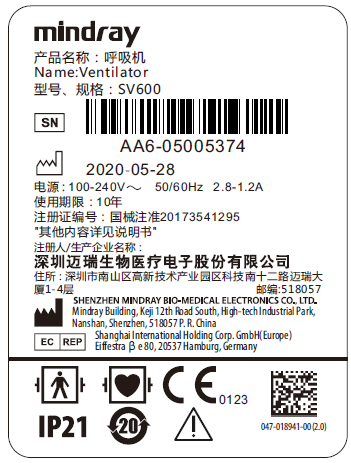 mindray
产品名称：呼吸机
Name:Ventilator
型号、规格：SV600
SN
AA6-05005374
2020-05-28
电源：100-240V～ 50/60Hz 2.8-1.2A
使用期限：10年
注册证编号：国械注准20173541295
"其他内容详见说明书"
注册人/生产企业名称：
深圳迈瑞生物医疗电子股份有限公司
住所：深圳市南山区高新技术产业园区科技南十二路迈瑞大
厦1-4层 邮编:518057
SHENZHEN MINDRAY BIO-MEDICAL ELECTRONICS CO., LTD.
Mindray Building, Keji 12th Road South, High-tech Industrial Park,
Nanshan, Shenzhen, 518057 P. R. China
EC REP
Shanghai International Holding Corp. GmbH(Europe)
Eiffestra β e 80, 20537 Hamburg, Germany
CE 0123
IP21
20
047-018941-00 (2.0)